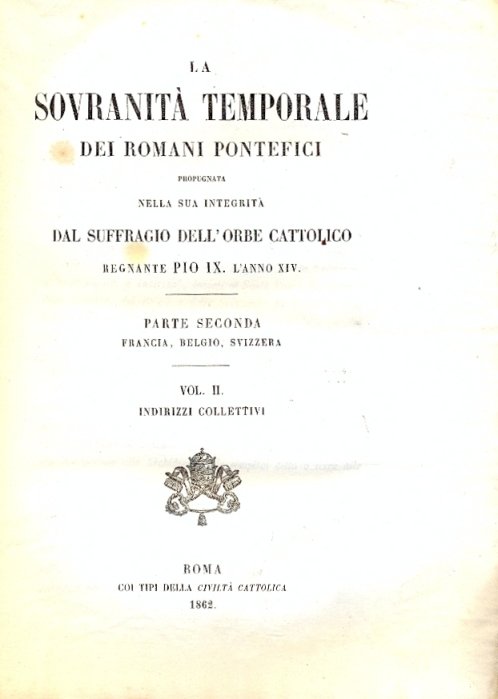 LA
SOVRANITÀ TEMPORALE
DEI ROMANI PONTEFICI
PROPUGNATA
NELLA SUA INTEGRITÀ
DAL SUFFRAGIO DELL'ORBE CATTOLICO
REGNANTE PIO IX. L'ANNO XIV.
PARTE SECONDA
FRANCIA, BELGIO, SVIZZERA
VOL. II.
INDIRIZZI COLLETTIVI
ROMA
COI TIPI DELLA CIVILTÀ CATTOLICA
1862.